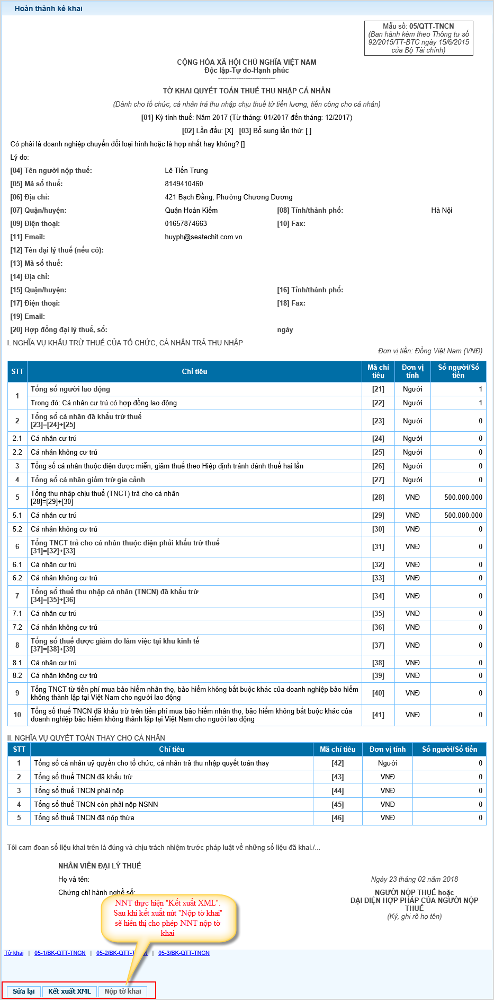 Hoàn thành kê khai
Mẫu số: 05/QTT-TNCN
(Ban hành kèm theo Thông tư số
92/2015/TT-BTC ngày 15/6/2015
của Bộ Tài chính)
CỘNG HÒA XÃ HỘI CHỦ NGHĨA VIỆT NAM
Độc lập-Tự do-Hạnh phúc
-------------------------
TỜ KHAI QUYẾT TOÁN THUẾ THU NHẬP CÁ NHÂN
(Dành cho tổ chức, cá nhân trả thu nhập chịu thuế từ tiền lương, tiền công cho cá nhân)
[01] Kỳ tính thuế: Năm 2017 (Từ tháng: 01/2017 đến tháng: 12/2017)
[02] Lần đầu: [X] [03] Bổ sung lần thứ: [ ]
Có phải là doanh nghiệp chuyển đổi loại hình hoặc là hợp nhất hay không? []
Lý do:
[04] Tên người nộp thuế: Lê Tiến Trung
[05] Mã số thuế: 8149410460
[06] Địa chỉ: 421 Bạch Đằng, Phường Chương Dương
[07] Quận/huyện: Quận Hoàn Kiếm [08] Tỉnh/thành phố: Hà Nội
[09] Điện thoại: 01657874663 [10] Fax:
[11] Email: huyph@seatechit.com.vn
[12] Tên đại lý thuế (nếu có):
[13] Mã số thuế:
[14] Địa chỉ:
[15] Quận/huyện: [16] Tỉnh/thành phố:
[17] Điện thoại: [18] Fax:
[19] Email:
[20] Hợp đồng đại lý thuế, số: ngày
I. NGHĨA VỤ KHẤU TRỪ THUẾ CỦA TỔ CHỨC, CÁ NHÂN TRẢ THU NHẬP
Đơn vị tiền: Đồng Việt Nam (VNĐ)
STT Chỉ tiêu Mã chỉ tiêu Đơn vị tính Số người/Số tiền
1 Tổng số người lao động [21] Người 1
Trong đó: Cá nhân cư trú có hợp đồng lao động [22] Người 1
2 Tổng số cá nhân đã khấu trừ thuế
[23]=[24]+[25] [23] Người 0
2.1 Cá nhân cư trú [24] Người 0
2.2 Cá nhân không cư trú [25] Người 0
3 Tổng số cá nhân thuộc diện được miễn, giảm thuế theo Hiệp định tránh đánh thuế hai lần [26] Người 0
4 Tổng số cá nhân giảm trừ gia cảnh [27] Người 0
5 Tổng thu nhập chịu thuế (TNCT) trả cho cá nhân
[28]=[29]+[30] [28] VNĐ 500.000.000
5.1 Cá nhân cư trú [29] VNĐ 500.000.000
5.2 Cá nhân không cư trú [30] VNĐ 0
6 Tổng TNCT trả cho cá nhân thuộc diện phải khấu trừ thuế
[31]=[32]+[33] [31] VNĐ 0
6.1 Cá nhân cư trú [32] VNĐ 0
6.2 Cá nhân không cư trú [33] VNĐ 0
7 Tổng số thuế thu nhập cá nhân (TNCN) đã khấu trừ
[34]=[35]+[36] [34] VNĐ 0
7.1 Cá nhân cư trú [35] VNĐ 0
7.2 Cá nhân không cư trú [36] VNĐ 0
8 Tổng số thuế được giảm do làm việc tại khu kinh tế
[37]=[38]+[39] [37] VNĐ 0
8.1 Cá nhân cư trú [38] VNĐ 0
8.2 Cá nhân không cư trú [39] VNĐ 0
9 Tổng TNCT từ tiền phí mua bảo hiểm nhân thọ, bảo hiểm không bắt buộc khác của doanh nghiệp bảo hiểm
không thành lập tại Việt Nam cho người lao động [40] VNĐ 0
10 Tổng số thuế TNCN đã khấu trừ trên tiền phí mua bảo hiểm nhân thọ, bảo hiểm không bắt buộc khác của
doanh nghiệp bảo hiểm không thành lập tại Việt Nam cho người lao động [41] VNĐ 0
II. NGHĨA VỤ QUYẾT TOÁN THAY CHO CÁ NHÂN
STT Chỉ tiêu Mã chỉ tiêu Đơn vị tính Số người/Số tiền
1 Tổng số cá nhân uỷ quyền cho tổ chức, cá nhân trả thu nhập quyết toán thay [42] Người 0
2 Tổng số thuế TNCN đã khấu trừ [43] VNĐ 0
3 Tổng số thuế TNCN phải nộp [44] VNĐ 0
4 Tổng số thuế TNCN còn phải nộp NSNN [45] VNĐ 0
5 Tổng số thuế TNCN đã nộp thừa [46] VNĐ 0
Tôi cam đoan số liệu khai trên là đúng và chịu trách nhiệm trước pháp luật về những số liệu đã khai./...
NHÂN VIÊN ĐẠI LÝ THUẾ
Họ và tên: Ngày 23 tháng 02 năm 2018
Chứng chỉ hành nghề số: NGƯỜI NỘP THUẾ hoặc
ĐẠI DIỆN HỢP PHÁP CỦA NGƯỜI NỘP
THUẾ
(Ký, ghi rõ họ tên)
NNT thực hiện "Kết xuất XML".
Sau khi kết xuất nút "Nộp tờ khai"
sẽ hiển thị cho phép NNT nộp tờ
khai
Tờ khai | 05-1/BK-QTT-TNCN | 05-2/BK-QTT-TNCN | 05-3/BK-QTT-TNCN
Sửa lại Kết xuất XML Nộp tờ khai